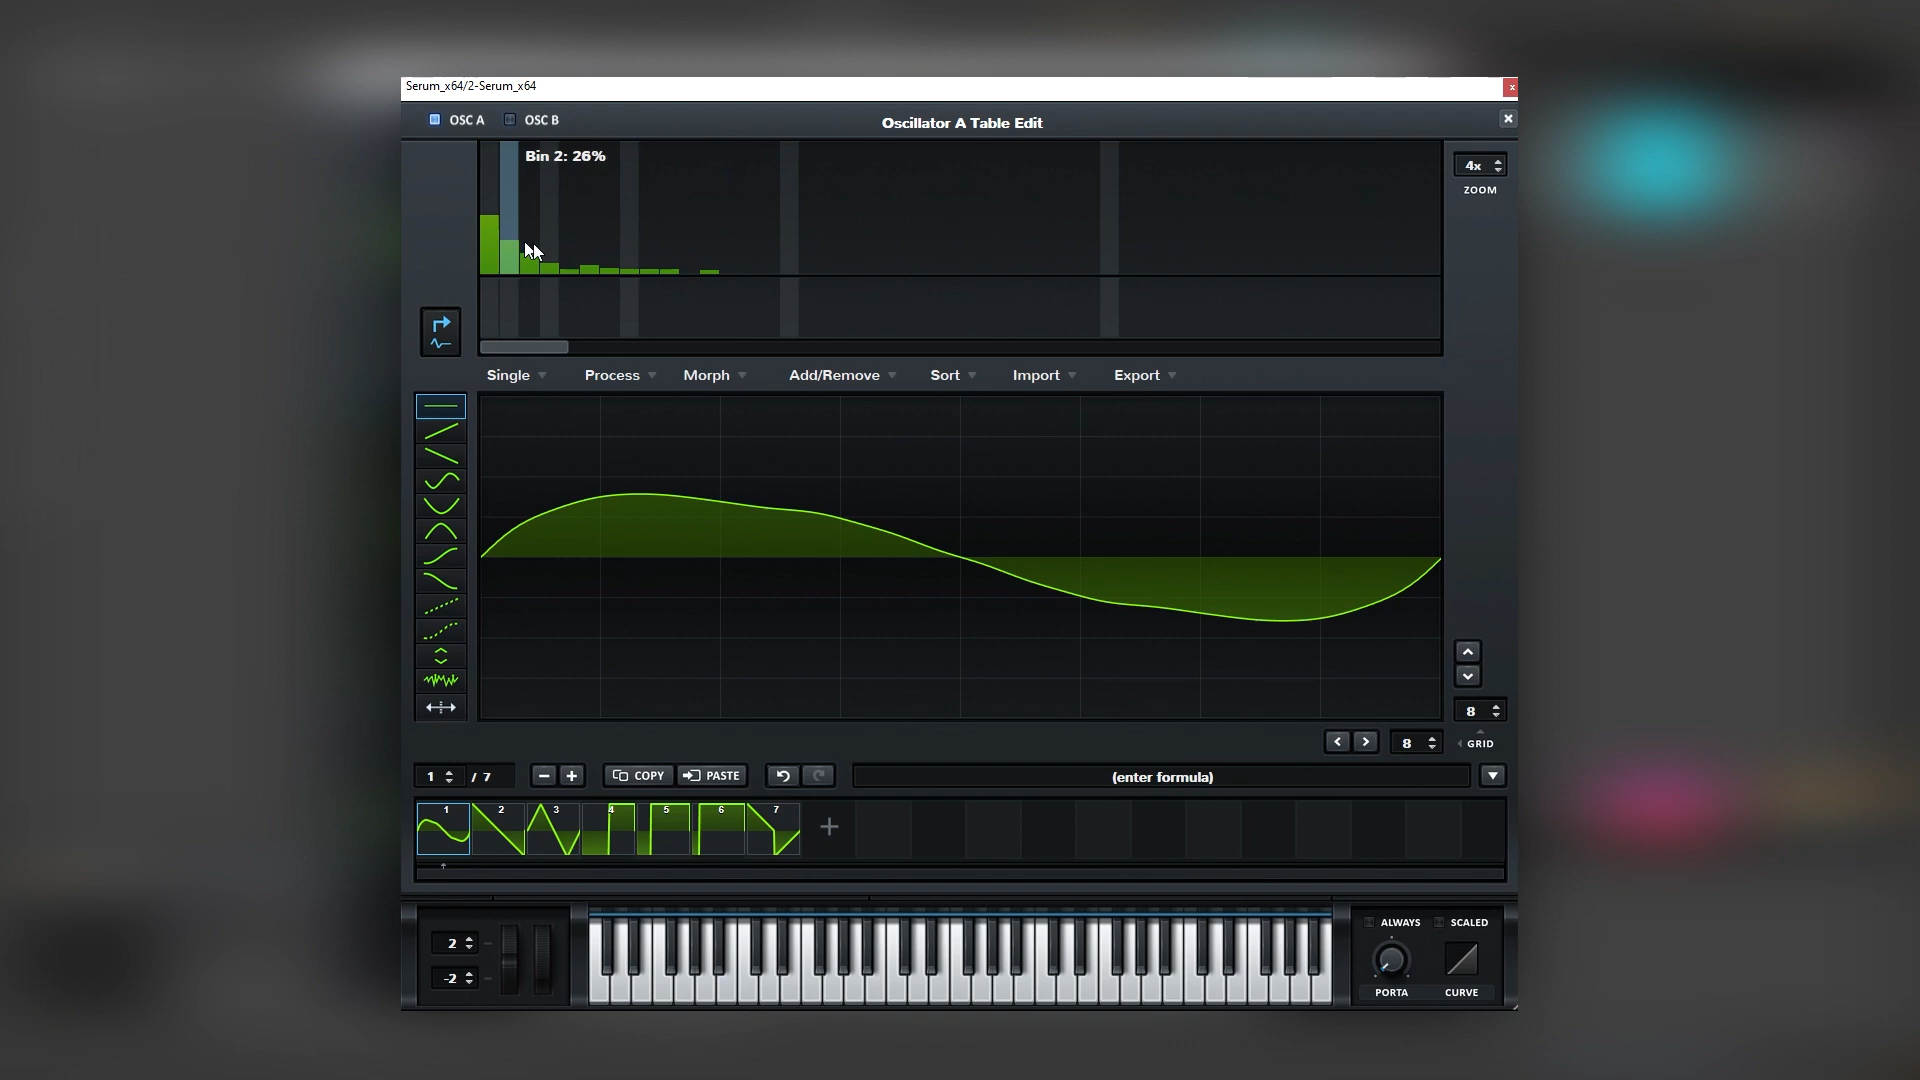 Serum_x64/2-Serum_x64
x
OSC A
OSC B
Oscillator A Table Edit
Bin 2: 26%
4x
ZOOM
Single
Process
Morph
Add/Remove
Sort
Import
Export
8
8
GRID
1
/ 7
COPY
PASTE
(enter formula)
1
2
3
4
5
6
7
2
-2
ALWAYS
SCALED
PORTA
CURVE